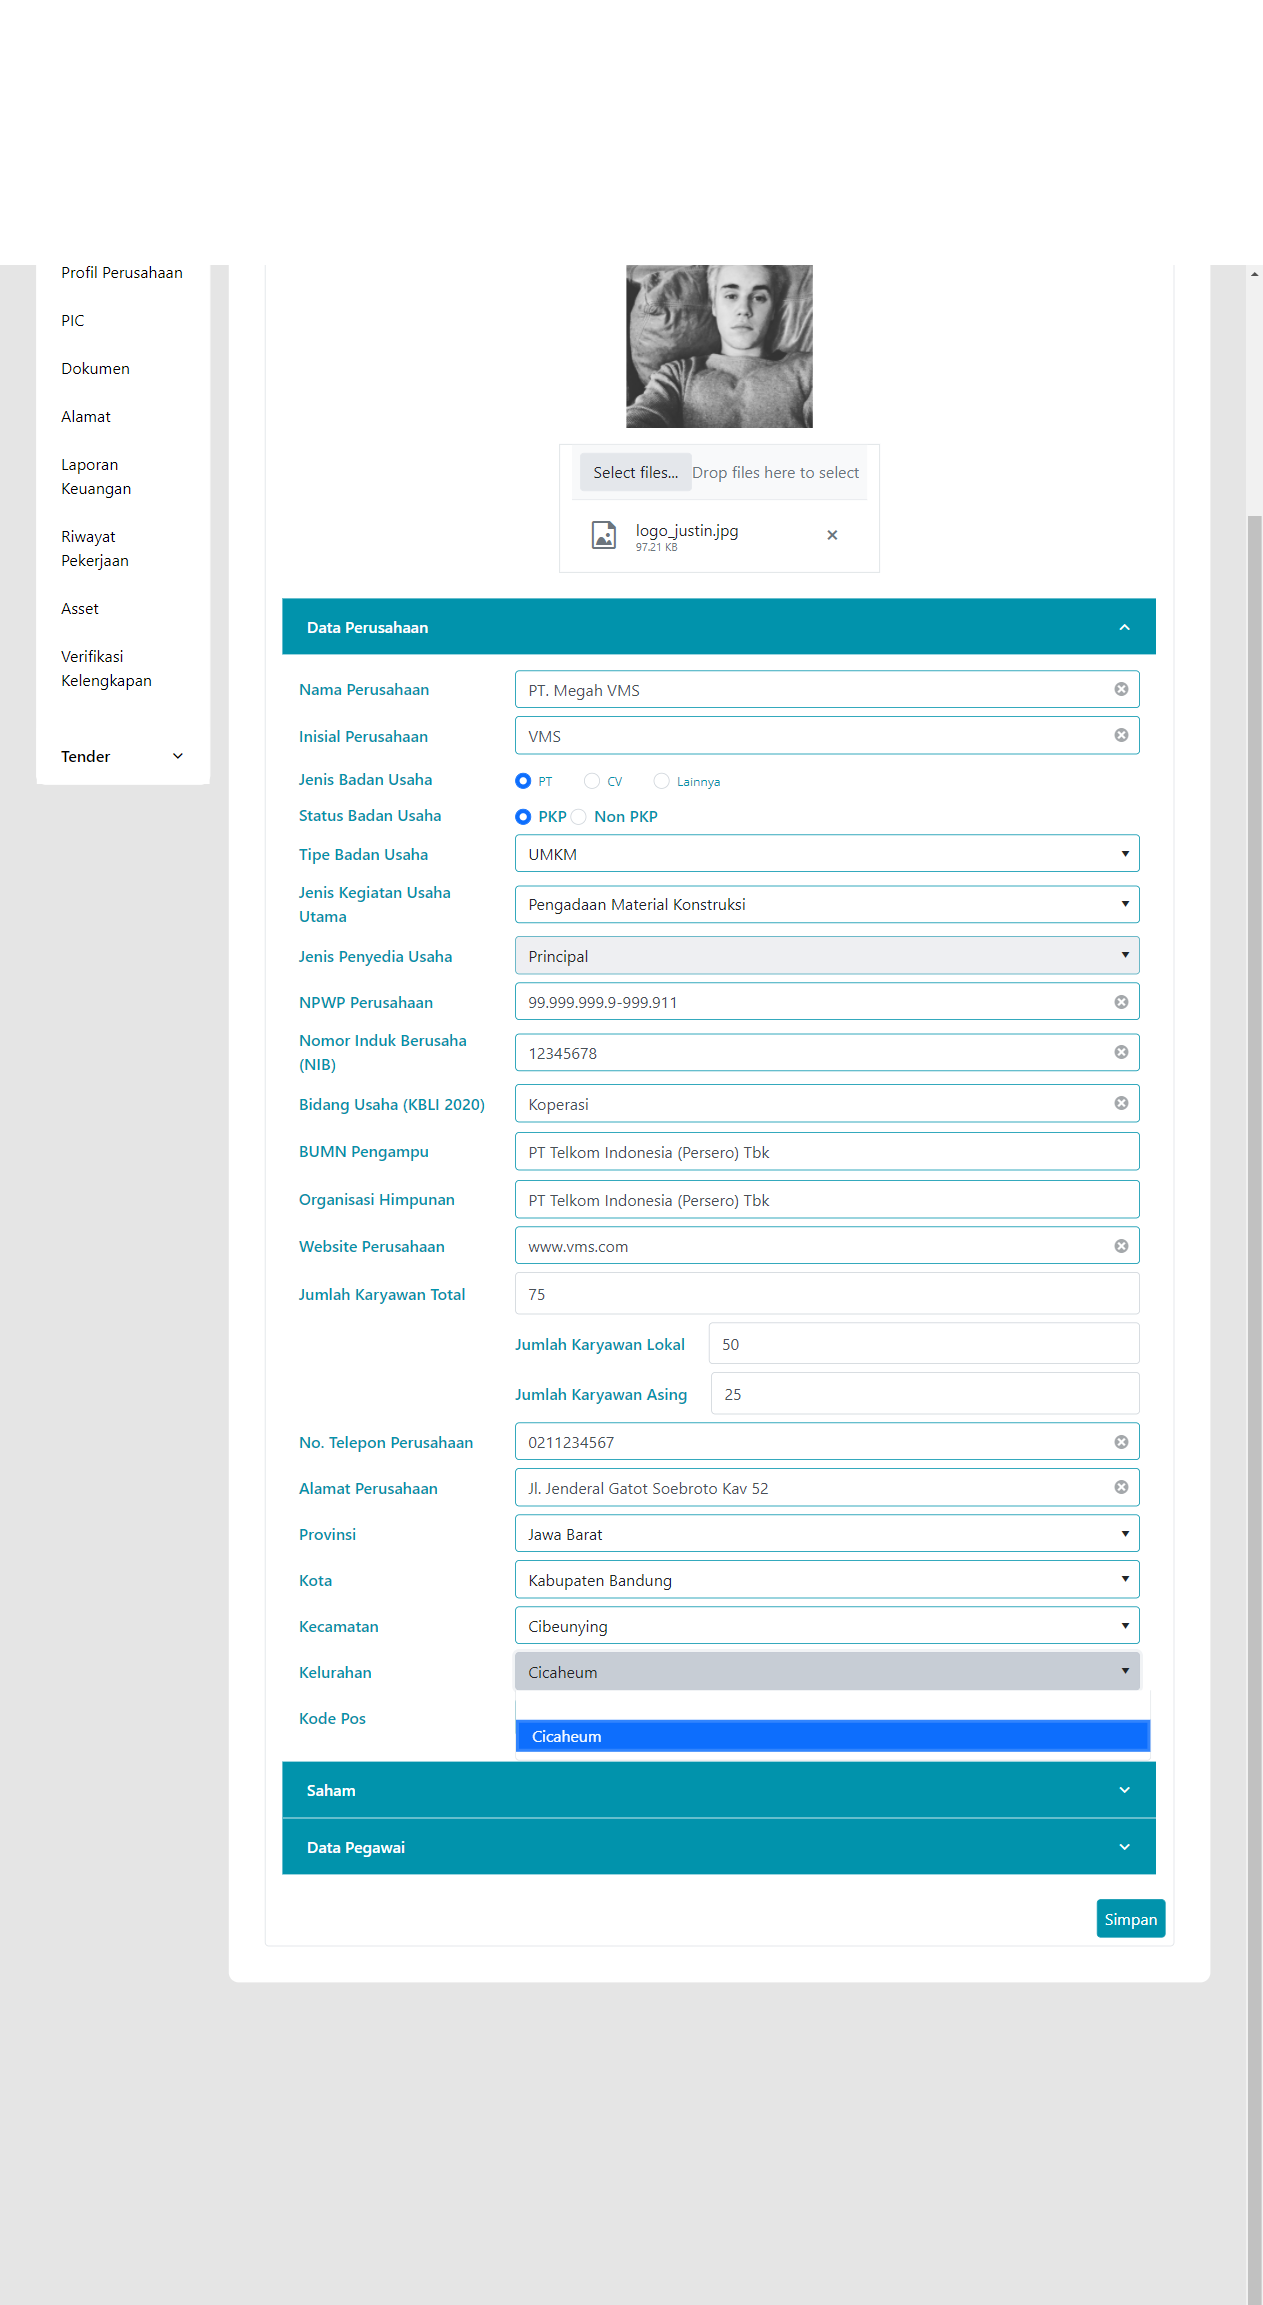 Profil Perusahaan
PIC
Dokumen
Alamat
Laporan
Keuangan
Riwayat
Pekerjaan
Asset
Verifikasi
Kelengkapan
Tender
Select files... Drop files here to select
logo_justin.jpg
97.21 KB
Data Perusahaan
Nama Perusahaan PT. Megah VMS
Inisial Perusahaan VMS
Jenis Badan Usaha PT CV Lainnya
Status Badan Usaha PKP Non PKP
Tipe Badan Usaha UMKM
Jenis Kegiatan Usaha
Utama
Pengadaan Material Konstruksi
Jenis Penyedia Usaha Principal
NPWP Perusahaan 99.999.999.9-999.911
Nomor Induk Berusaha
(NIB)
12345678
Bidang Usaha (KBLI 2020) Koperasi
BUMN Pengampu PT Telkom Indonesia (Persero) Tbk
Organisasi Himpunan PT Telkom Indonesia (Persero) Tbk
Website Perusahaan www.vms.com
Jumlah Karyawan Total 75
Jumlah Karyawan Lokal 50
Jumlah Karyawan Asing 25
No. Telepon Perusahaan 0211234567
Alamat Perusahaan Jl. Jenderal Gatot Soebroto Kav 52
Provinsi Jawa Barat
Kota Kabupaten Bandung
Kecamatan Cibeunying
Kelurahan Cicaheum
Kode Pos
Cicaheum
Saham
Data Pegawai
Simpan